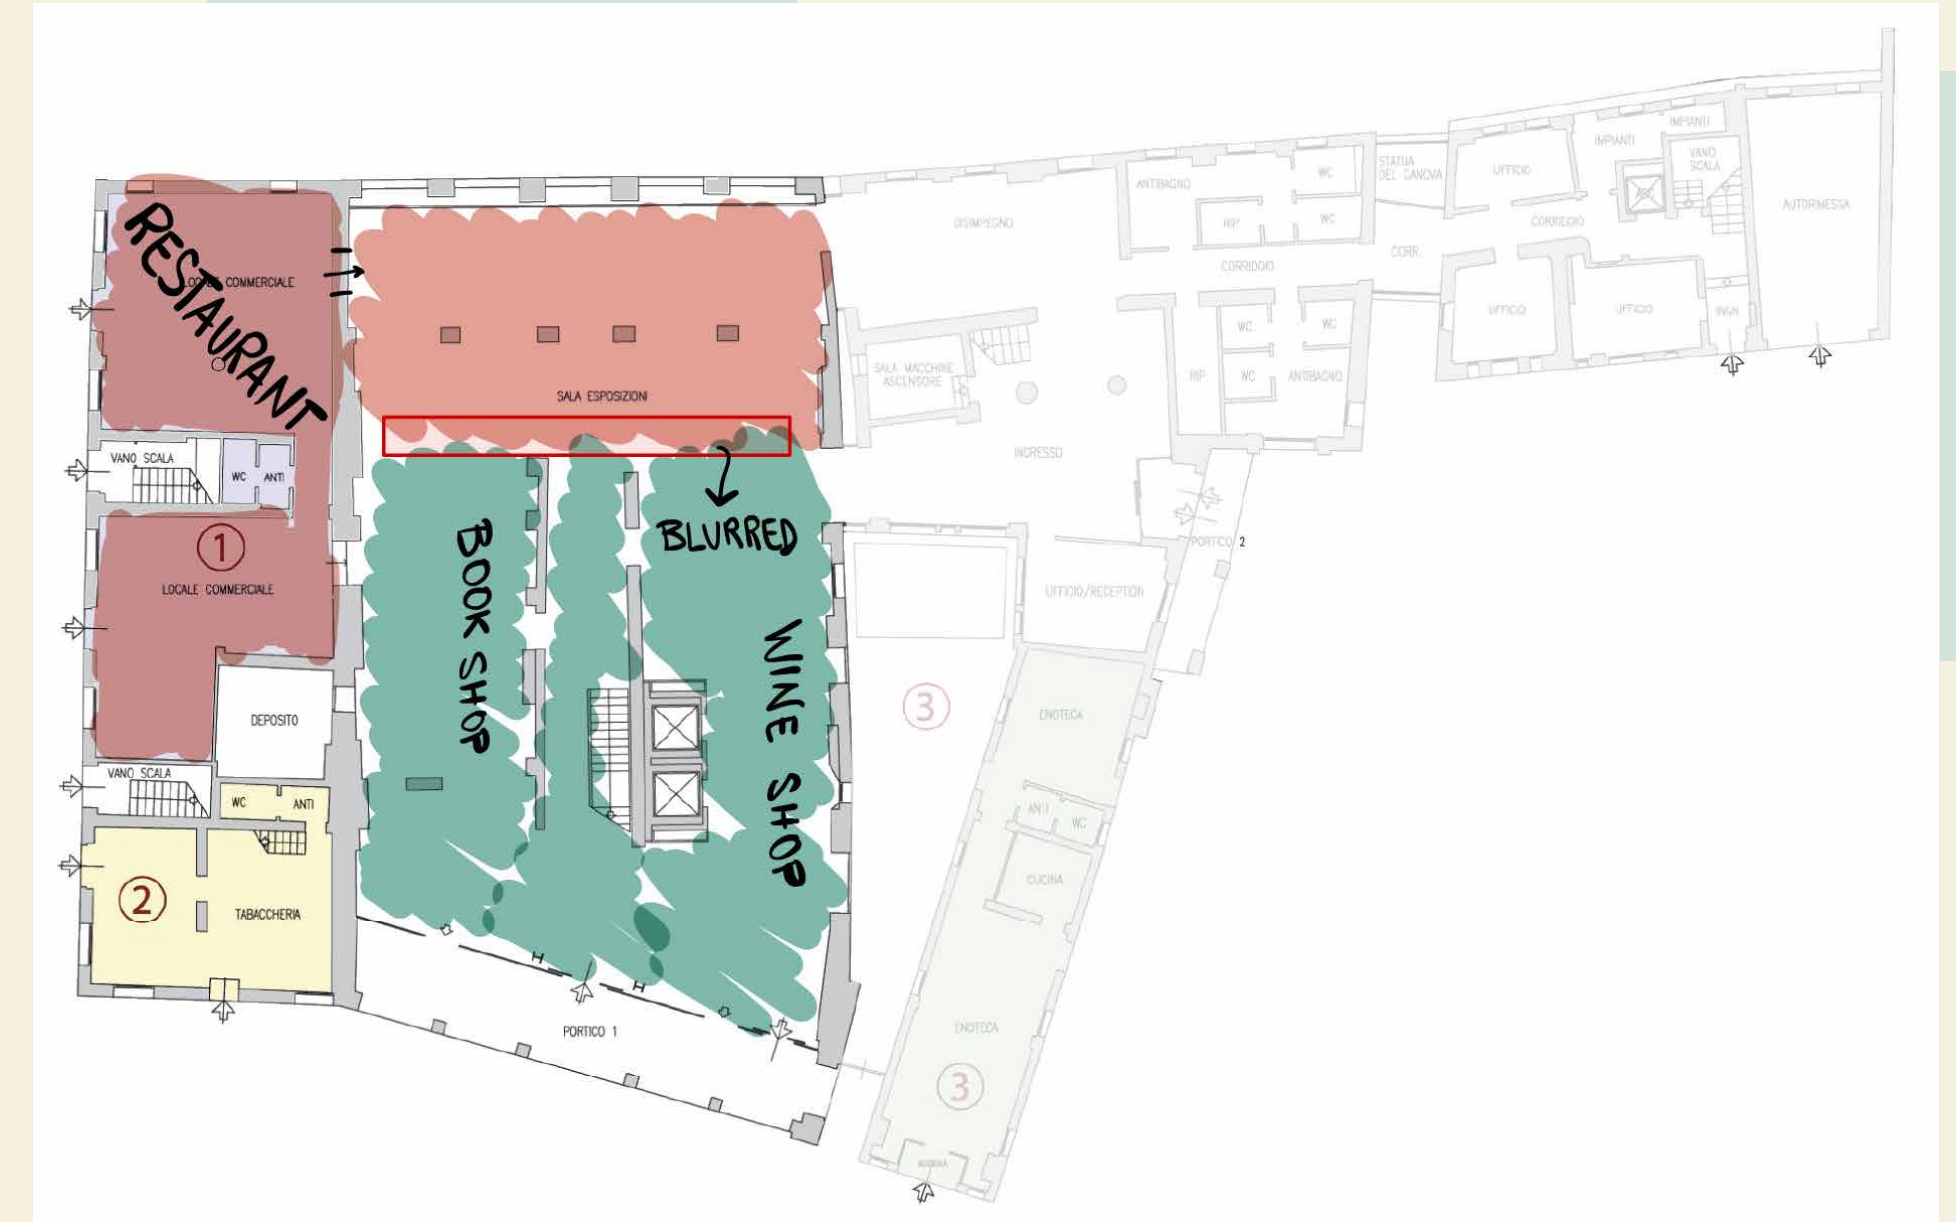 RESTAURANT
LOCALE COMMERCIALE
VANO SCALA
WC
ANTI
1
LOCALE COMMERCIALE
DEPOSITO
VANO SCALA
WC
ANTI
2
TABACCHERIA
SALA ESPOSIZIONI
BLURRED
BOOK SHOP
WINE SHOP
H
H
PORTICO 1
DISIMPEGNO
ANTIBAGNO
WC
RIP
WC
CORRIDOIO
STATUA
DEL CANOVA
CORR.
UFFICIO
IMPIANTI
IMPIANTI
VANO
SCALA
CORRIDOIO
AUTORIMESSA
UFFICIO
UFFICIO
INGR.
SALA MACCHINE
ASCENSORE
RIP
WC
WC
WC
ANTIBAGNO
INGRESSO
PORTICO 2
UFFICIO/RECEPTION
3
ENOTECA
ANTI
WC
CUCINA
ENOTECA
3